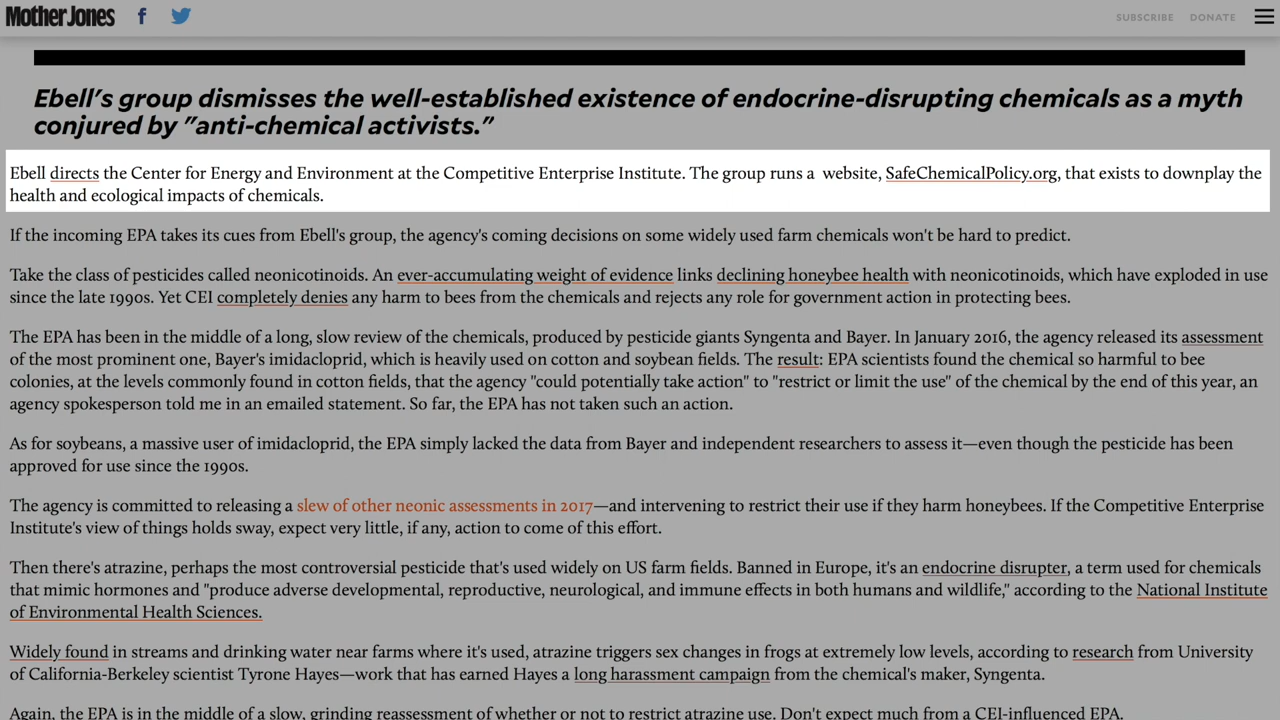 Mother Jones
SUBSCRIBE DONATE
Ebell's group dismisses the well-established existence of endocrine-disrupting chemicals as a myth
conjured by "anti-chemical activists."
Ebell directs the Center for Energy and Environment at the Competitive Enterprise Institute. The group runs a website, SafeChemicalPolicy.org, that exists to downplay the
health and ecological impacts of chemicals.
If the incoming EPA takes its cues from Ebell's group, the agency's coming decisions on some widely used farm chemicals won't be hard to predict.
Take the class of pesticides called neonicotinoids. An ever-accumulating weight of evidence links declining honeybee health with neonicotinoids, which have exploded in use
since the late 1990s. Yet CEI completely denies any harm to bees from the chemicals and rejects any role for government action in protecting bees.
The EPA has been in the middle of a long, slow review of the chemicals, produced by pesticide giants Syngenta and Bayer. In January 2016, the agency released its assessment
of the most prominent one, Bayer's imidacloprid, which is heavily used on cotton and soybean fields. The result: EPA scientists found the chemical so harmful to bee
colonies, at the levels commonly found in cotton fields, that the agency "could potentially take action" to "restrict or limit the use" of the chemical by the end of this year, an
agency spokesperson told me in an emailed statement. So far, the EPA has not taken such an action.
As for soybeans, a massive user of imidacloprid, the EPA simply lacked the data from Bayer and independent researchers to assess it—even though the pesticide has been
approved for use since the 1990s.
The agency is committed to releasing a slew of other neonic assessments in 2017—and intervening to restrict their use if they harm honeybees. If the Competitive Enterprise
Institute's view of things holds sway, expect very little, if any, action to come of this effort.
Then there's atrazine, perhaps the most controversial pesticide that's used widely on US farm fields. Banned in Europe, it's an endocrine disrupter, a term used for chemicals
that mimic hormones and "produce adverse developmental, reproductive, neurological, and immune effects in both humans and wildlife," according to the National Institute
of Environmental Health Sciences.
Widely found in streams and drinking water near farms where it's used, atrazine triggers sex changes in frogs at extremely low levels, according to research from University
of California-Berkeley scientist Tyrone Hayes—work that has earned Hayes a long harassment campaign from the chemical's maker, Syngenta.
Again, the EPA is in the middle of a slow, grinding reassessment of whether or not to restrict atrazine use. Don't expect much from a CEI-influenced EPA.